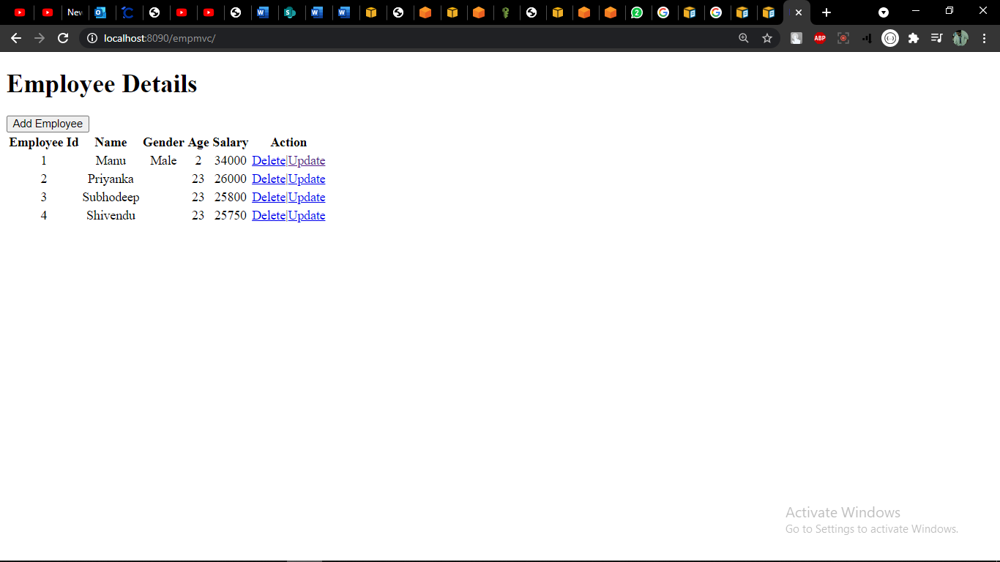 New
2
localhost:8090/empmvc/
ABP
Employee Details
Add Employee
Employee Id Name Gender Age Salary Action
1 Manu Male 2 34000 Delete|Update
2 Priyanka 23 26000 Delete|Update
3 Subhodeep 23 25800 Delete|Update
4 Shivendu 23 25750 Delete|Update
Activate Windows
Go to Settings to activate Windows.